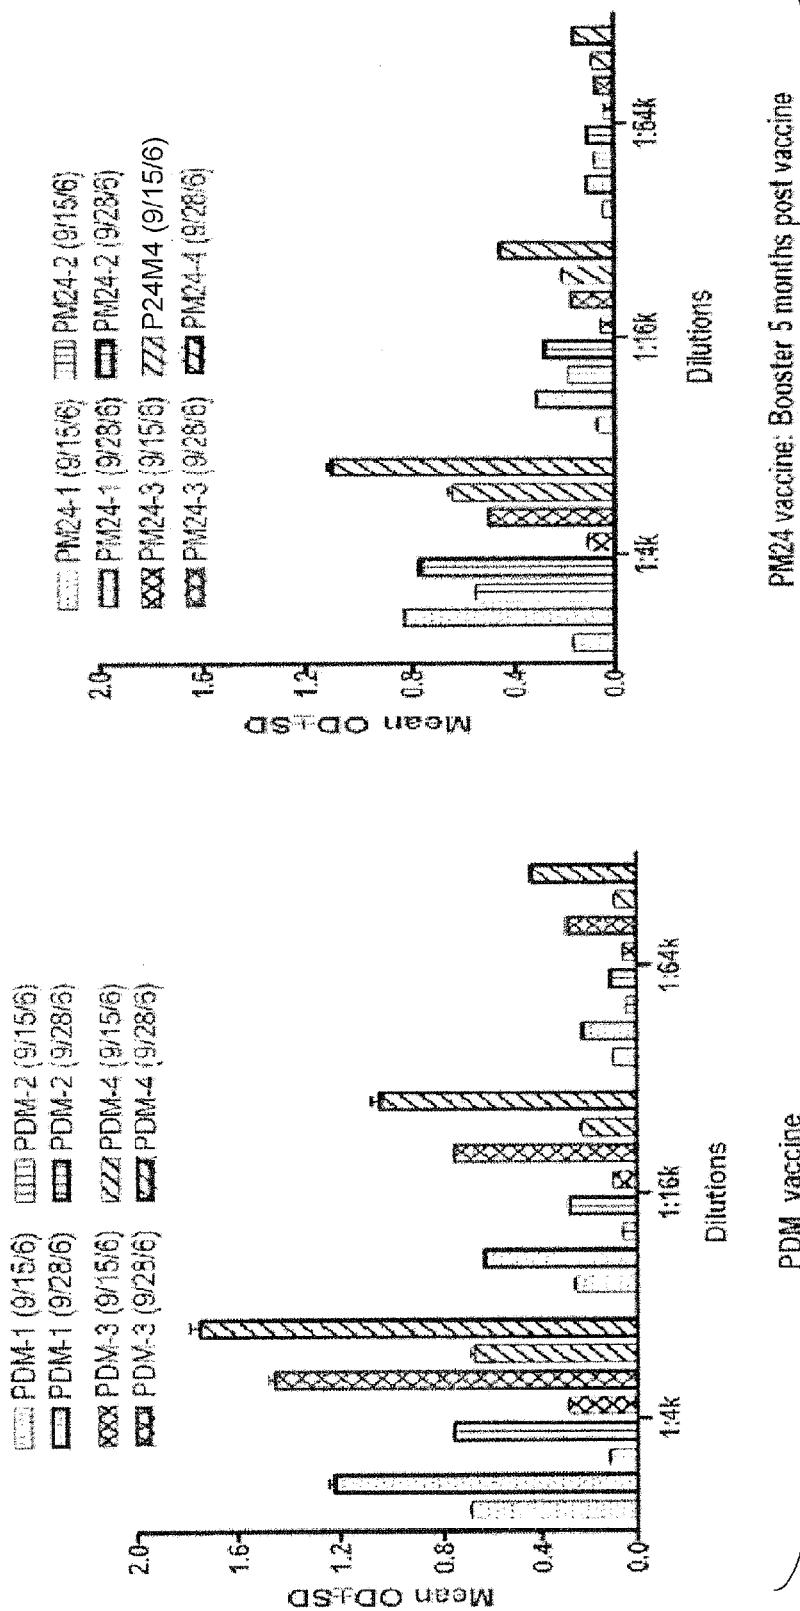 PDM-1 (9/15/6) PDM-2 (9/15/6)
PDM-1 (9/28/6) PDM-2 (9/28/6)
PDM-3 (9/15/6) PDM-4 (9/15/6)
PDM-3 (9/28/6) PDM-4 (9/28/6)
Mean OD±SD
2.0
1.6
1.2
0.8
0.4
0.0
1:4k 1:16k 1:64k
Dilutions
PDM vaccine
PM24-1 (9/15/6) PM24-2 (9/15/6)
PM24-1 (9/28/6) PM24-2 (9/28/6)
PM24-3 (9/15/6) P24M4 (9/15/6)
PM24-3 (9/28/6) PM24-4 (9/28/6)
Mean OD±SD
2.0
1.6
1.2
0.8
0.4
0.0
1:4k 1:16k 1:64k
Dilutions
PM24 vaccine: Booster 5 months post vaccine